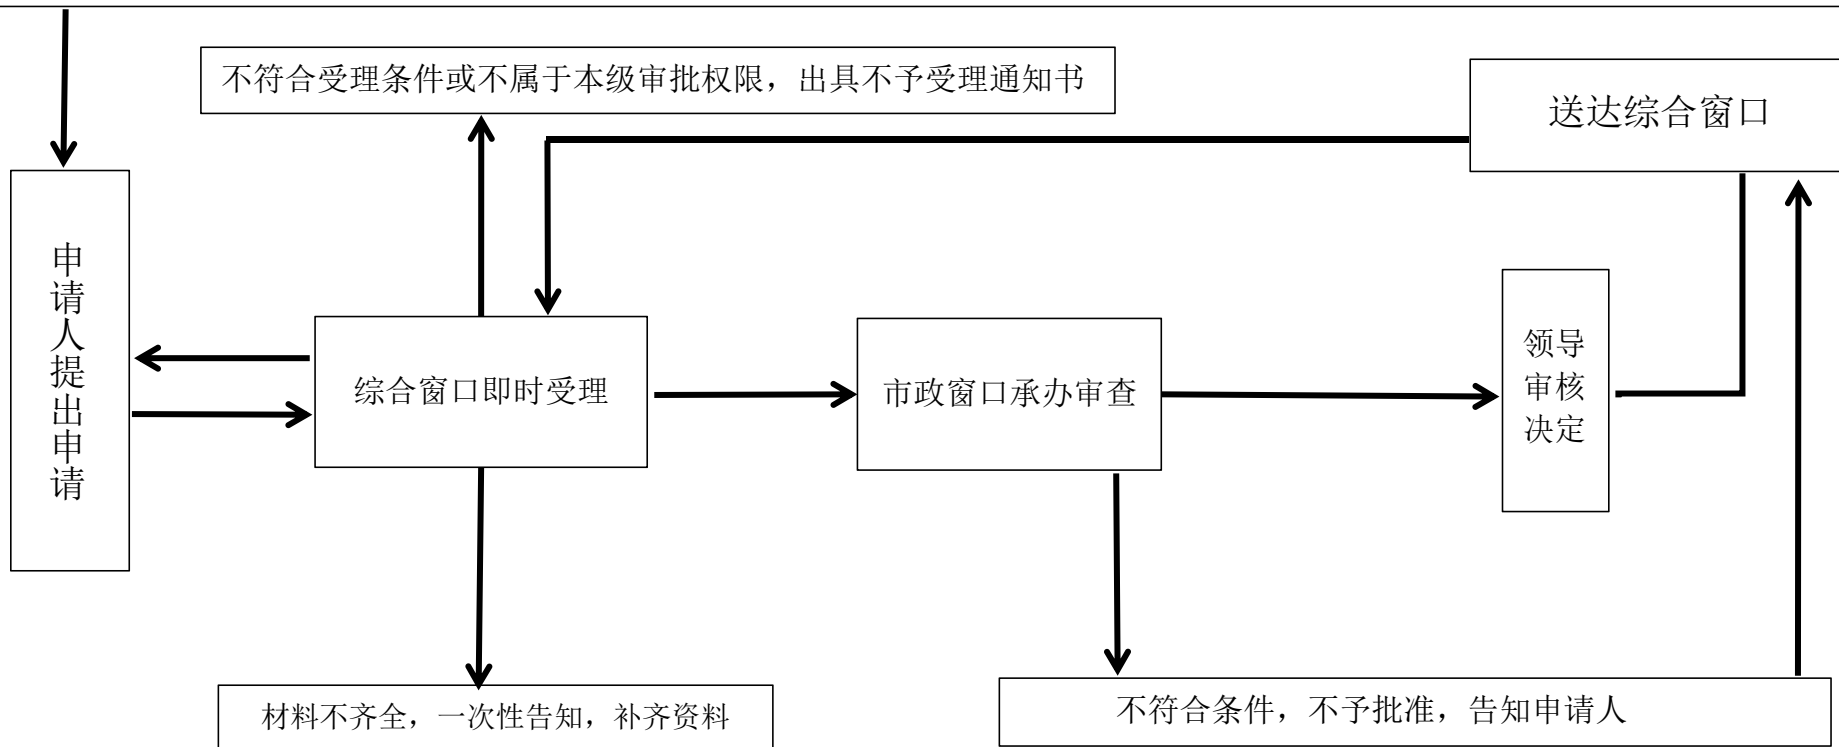 不符合受理条件或不属于本级审批权限，出具不予受理通知书
送达综合窗口
申请人提出申请
综合窗口即时受理
市政窗口承办审查
领导
审核
决定
材料不齐全，一次性告知，补齐资料
不符合条件，不予批准，告知申请人